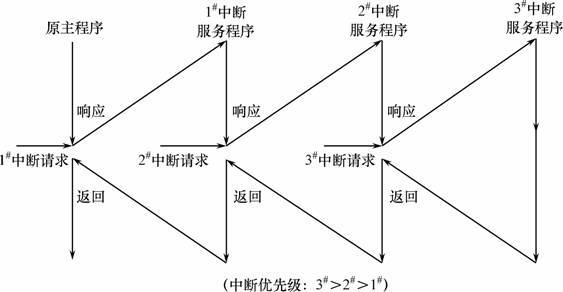 原主程序
1#中断
服务程序
2#中断
服务程序
3#中断
服务程序
响应
响应
响应
1#中断请求
2#中断请求
3#中断请求
返回
返回
返回
(中断优先级：3#>2#>1#)